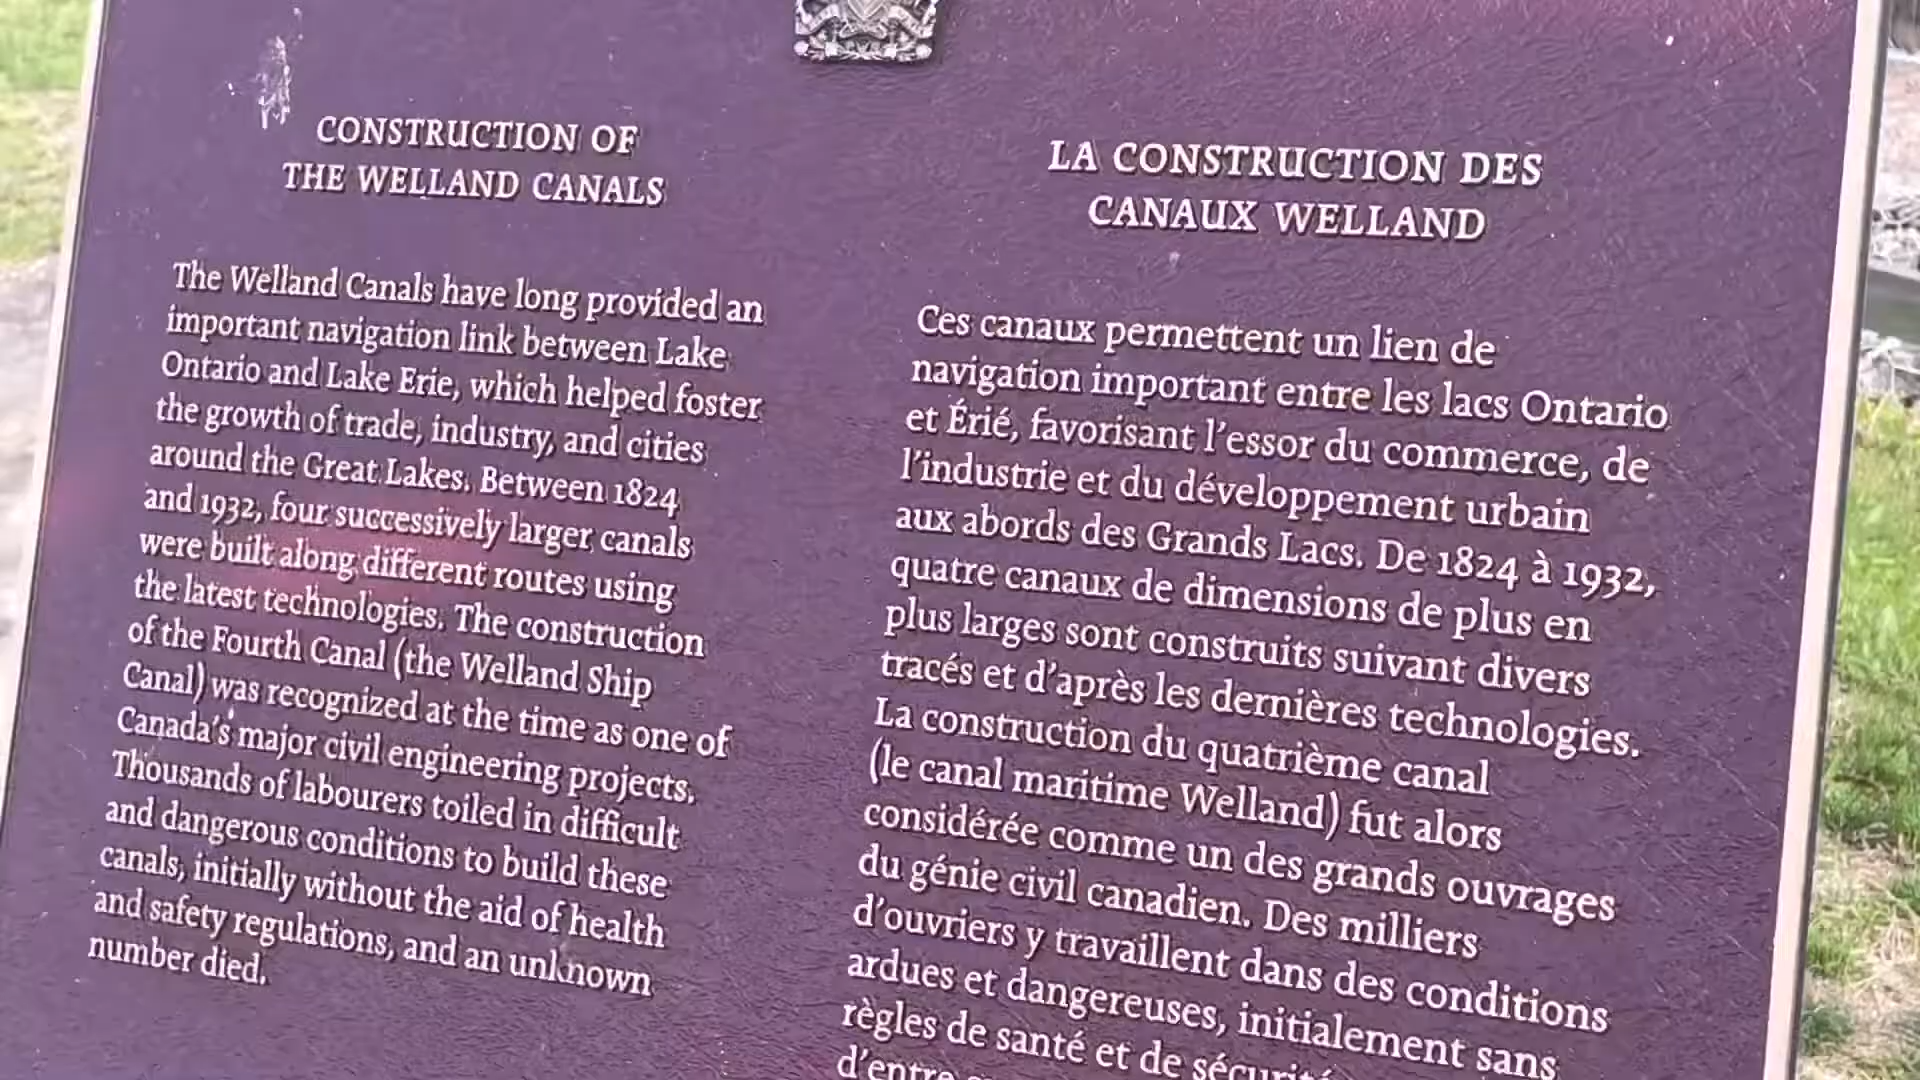 CONSTRUCTION OF
THE WELLAND CANALS
The Welland Canals have long provided an
important navigation link between Lake
Ontario and Lake Erie, which helped foster
the growth of trade, industry, and cities
around the Great Lakes. Between 1824
and 1932, four successively larger canals
were built along different routes using
the latest technologies. The construction
of the Fourth Canal (the Welland Ship
Canal) was recognized at the time as one of
Canada's major civil engineering projects.
Thousands of labourers toiled in difficult
and dangerous conditions to build these
canals, initially without the aid of health
and safety regulations, and an unknown
number died.
LA CONSTRUCTION DES
CANAUX WELLAND
Ces canaux permettent un lien de
navigation important entre les lacs Ontario
et Érié, favorisant l'essor du commerce, de
l'industrie et du développement urbain
aux abords des Grands Lacs. De 1824 à 1932,
quatre canaux de dimensions de plus en
plus larges sont construits suivant divers
tracés et d'après les dernières technologies.
La construction du quatrième canal
(le canal maritime Welland) fut alors
considérée comme un des grands ouvrages
du génie civil canadien. Des milliers
d'ouvriers y travaillent dans des conditions
ardues et dangereuses, initialement sans
règles de santé et de sécurité
d'entre